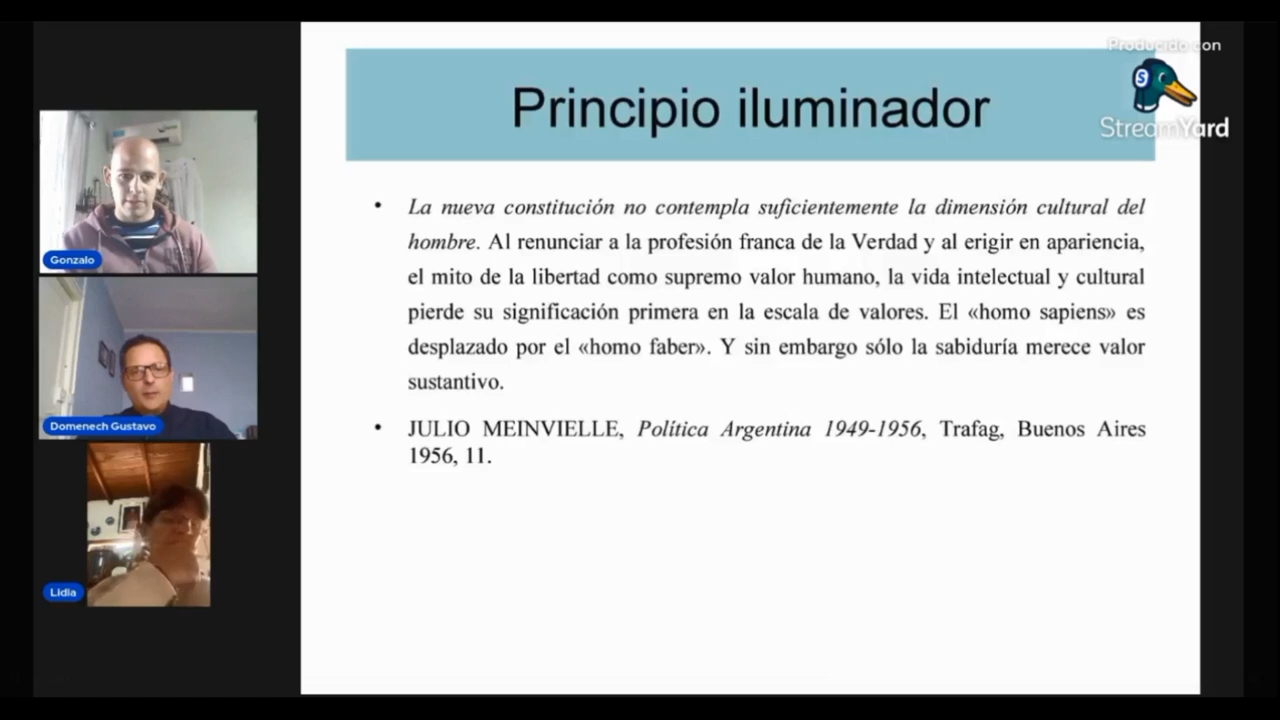 Producido con
StreamYard
Principio iluminador
• La nueva constitución no contempla suficientemente la dimensión cultural del
hombre. Al renunciar a la profesión franca de la Verdad y al erigir en apariencia,
el mito de la libertad como supremo valor humano, la vida intelectual y cultural
pierde su significación primera en la escala de valores. El «homo sapiens» es
desplazado por el «homo faber». Y sin embargo sólo la sabiduría merece valor
sustantivo.
• JULIO MEINVIELLE, Política Argentina 1949-1956, Trafag, Buenos Aires
1956, 11.
Gonzalo
Domenech Gustavo
Lidia